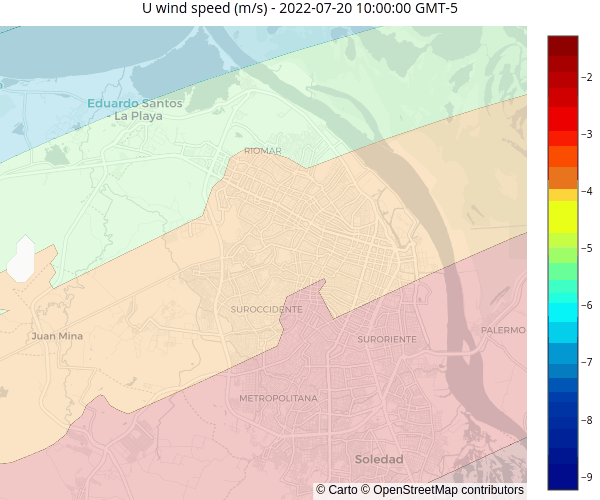 U wind speed (m/s) - 2022-07-20 10:00:00 GMT-5
Eduardo Santos
- La Playa
RIOMAR
SUROCCIDENTE
Juan Mina
SURORIENTE
PALERMO
METROPOLITANA
Soledad
© Carto © OpenStreetMap contributors
−2
−3
−4
−5
−6
−7
−8
−9